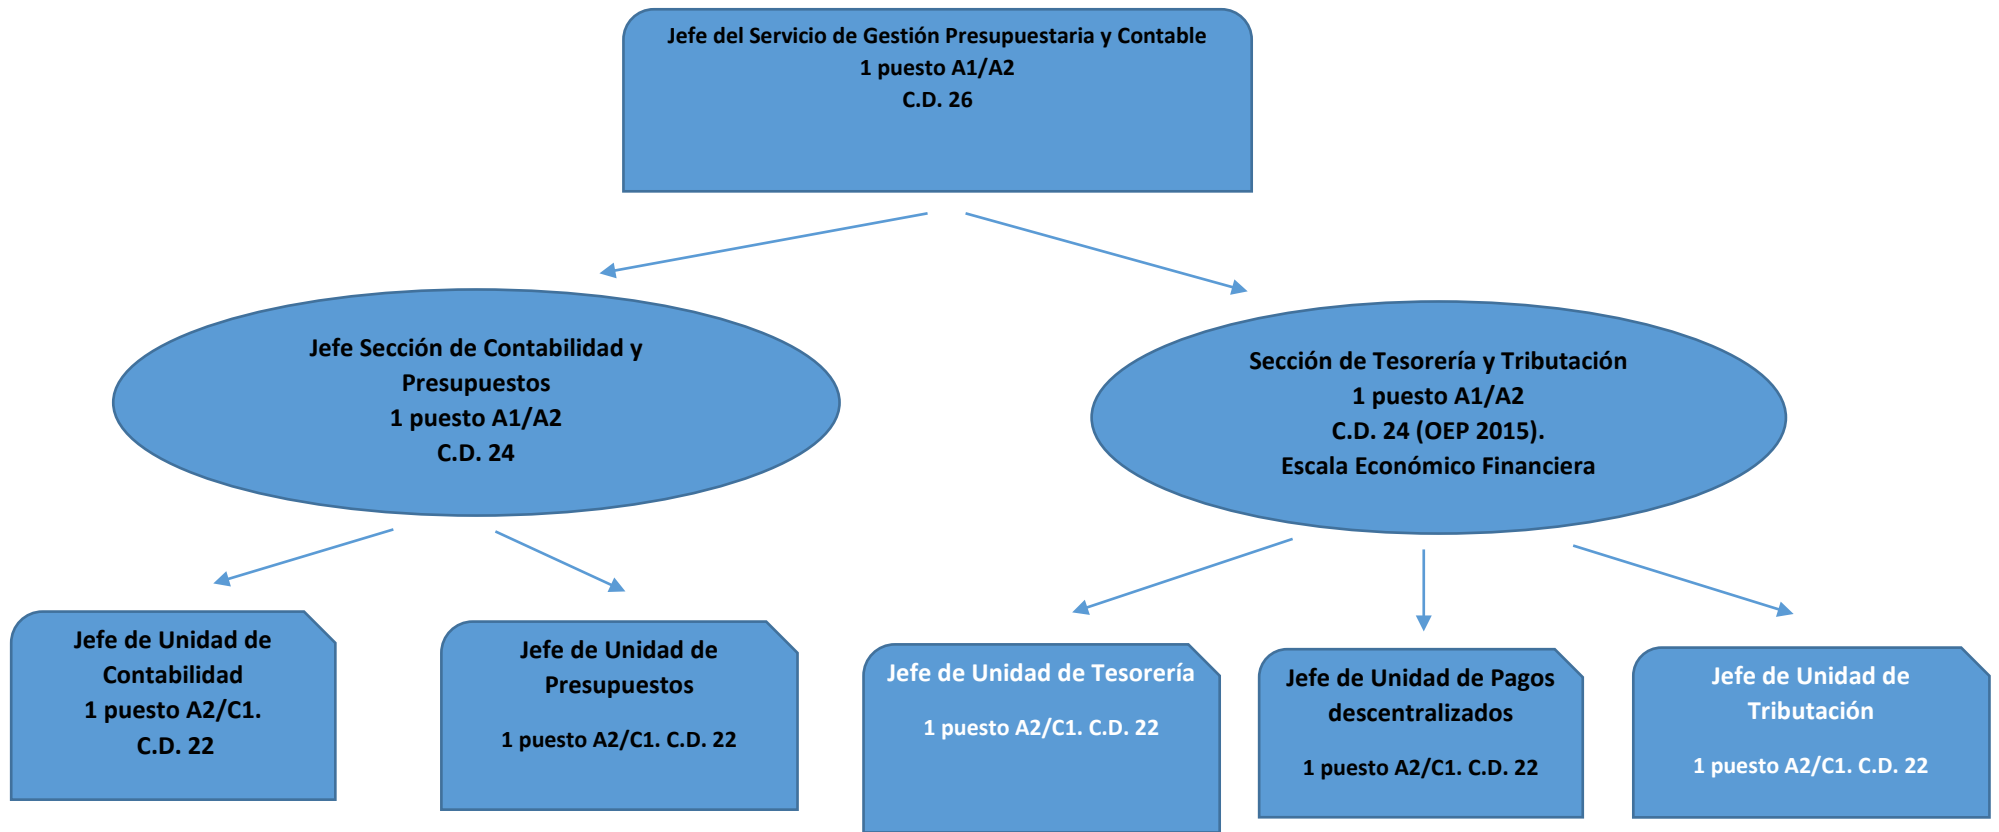 Jefe del Servicio de Gestión Presupuestaria y Contable
1 puesto A1/A2
C.D. 26
Jefe Sección de Contabilidad y
Presupuestos
1 puesto A1/A2
C.D. 24
Sección de Tesorería y Tributación
1 puesto A1/A2
C.D. 24 (OEP 2015).
Escala Económico Financiera
Jefe de Unidad de
Contabilidad
1 puesto A2/C1.
C.D. 22
Jefe de Unidad de
Presupuestos
1 puesto A2/C1. C.D. 22
Jefe de Unidad de Tesorería
1 puesto A2/C1. C.D. 22
Jefe de Unidad de Pagos
descentralizados
1 puesto A2/C1. C.D. 22
Jefe de Unidad de
Tributación
1 puesto A2/C1. C.D. 22